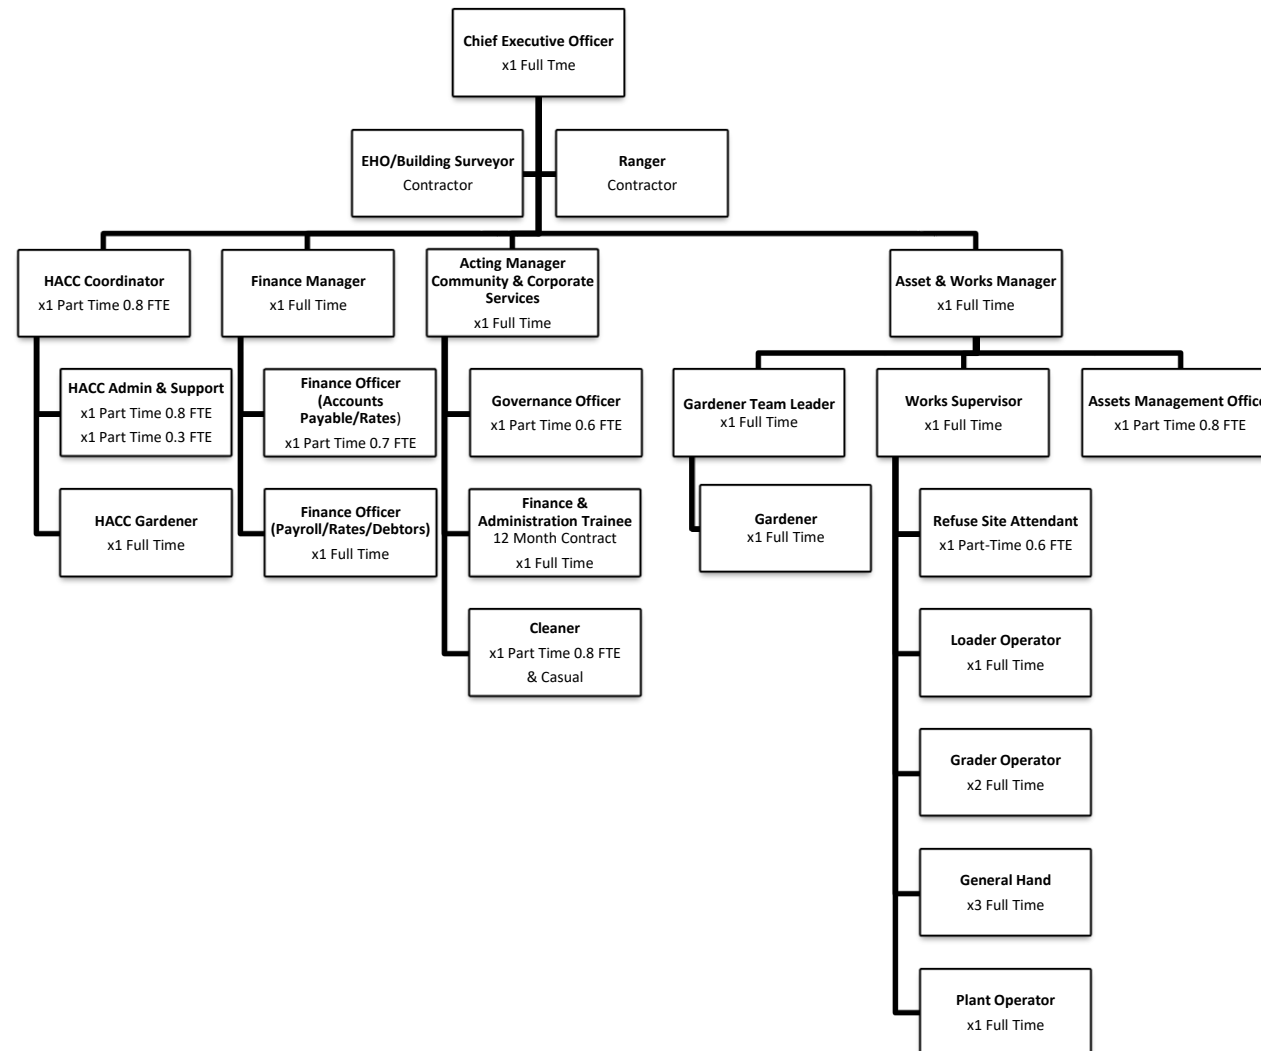 Chief Executive Officer
x1 Full Tme
EHO/Building Surveyor
Contractor
Ranger
Contractor
HACC Coordinator
x1 Part Time 0.8 FTE
Finance Manager
x1 Full Time
Acting Manager
Community & Corporate
Services
x1 Full Time
Asset & Works Manager
x1 Full Time
HACC Admin & Support
x1 Part Time 0.8 FTE
x1 Part Time 0.3 FTE
Finance Officer
(Accounts
Payable/Rates)
x1 Part Time 0.7 FTE
Governance Officer
x1 Part Time 0.6 FTE
Gardener Team Leader
x1 Full Time
Works Supervisor
x1 Full Time
Assets Management Office
x1 Part Time 0.8 FTE
HACC Gardener
x1 Full Time
Finance Officer
(Payroll/Rates/Debtors)
x1 Full Time
Finance &
Administration Trainee
12 Month Contract
x1 Full Time
Gardener
x1 Full Time
Refuse Site Attendant
x1 Part-Time 0.6 FTE
Cleaner
x1 Part Time 0.8 FTE
& Casual
Loader Operator
x1 Full Time
Grader Operator
x2 Full Time
General Hand
x3 Full Time
Plant Operator
x1 Full Time